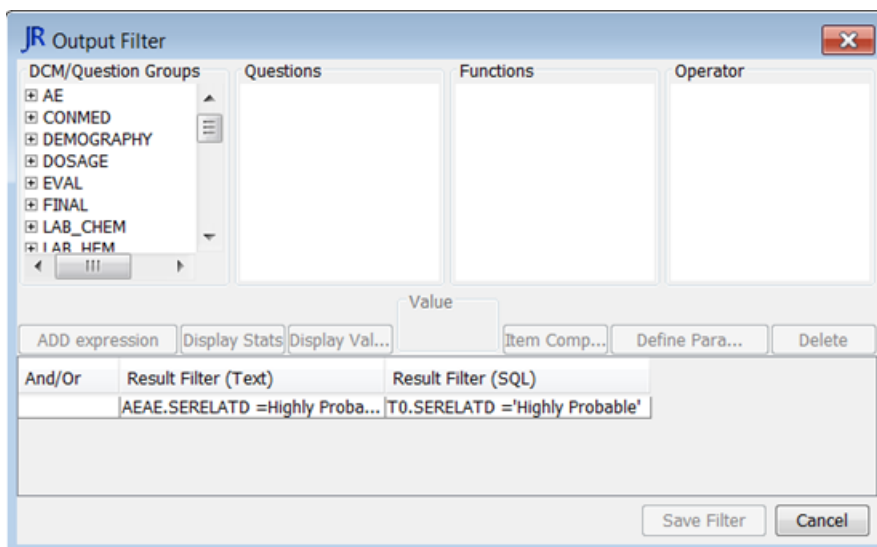 JR Output Filter
DCM/Question Groups Questions Functions Operator
AE
CONMED
DEMOGRAPHY
DOSAGE
EVAL
FINAL
LAB_CHEM
LAB_HEM
Value
ADD expression Display Stats Display Val... Item Comp... Define Para... Delete
And/Or Result Filter (Text) Result Filter (SQL)
AEAE.SERELATD =Highly Proba... T0.SERELATD ='Highly Probable'
Save Filter Cancel